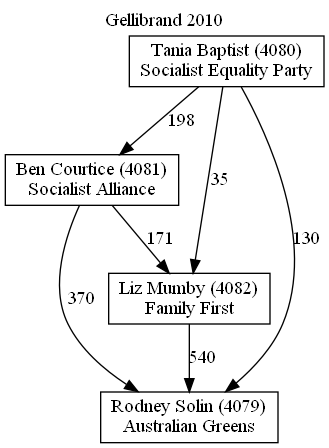 Gellibrand 2010
Tania Baptist (4080)
Socialist Equality Party
198
Ben Courtice (4081)
Socialist Alliance
35
130
171
370
Liz Mumby (4082)
Family First
540
Rodney Solin (4079)
Australian Greens